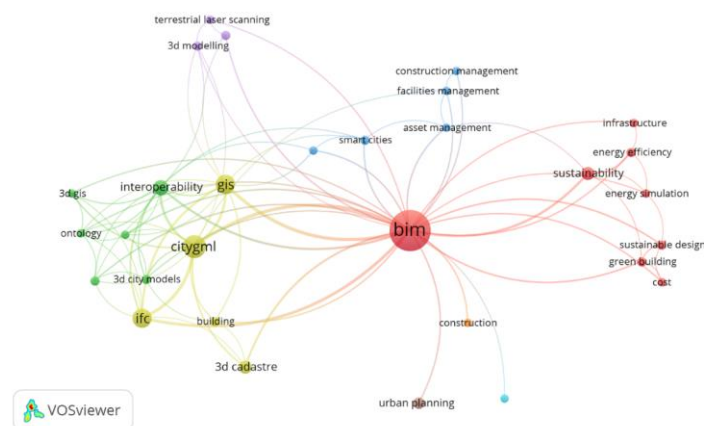 terrestrial laser scanning
3d modelling
construction management
facilities management
infrastructure
asset management
smart cities
energy efficiency
sustainability
interoperability
gis
3d gis
energy simulation
bim
ontology
citygml
sustainable design
green building
3d city models
cost
ifc
building
construction
3d cadastre
urban planning
VOSviewer